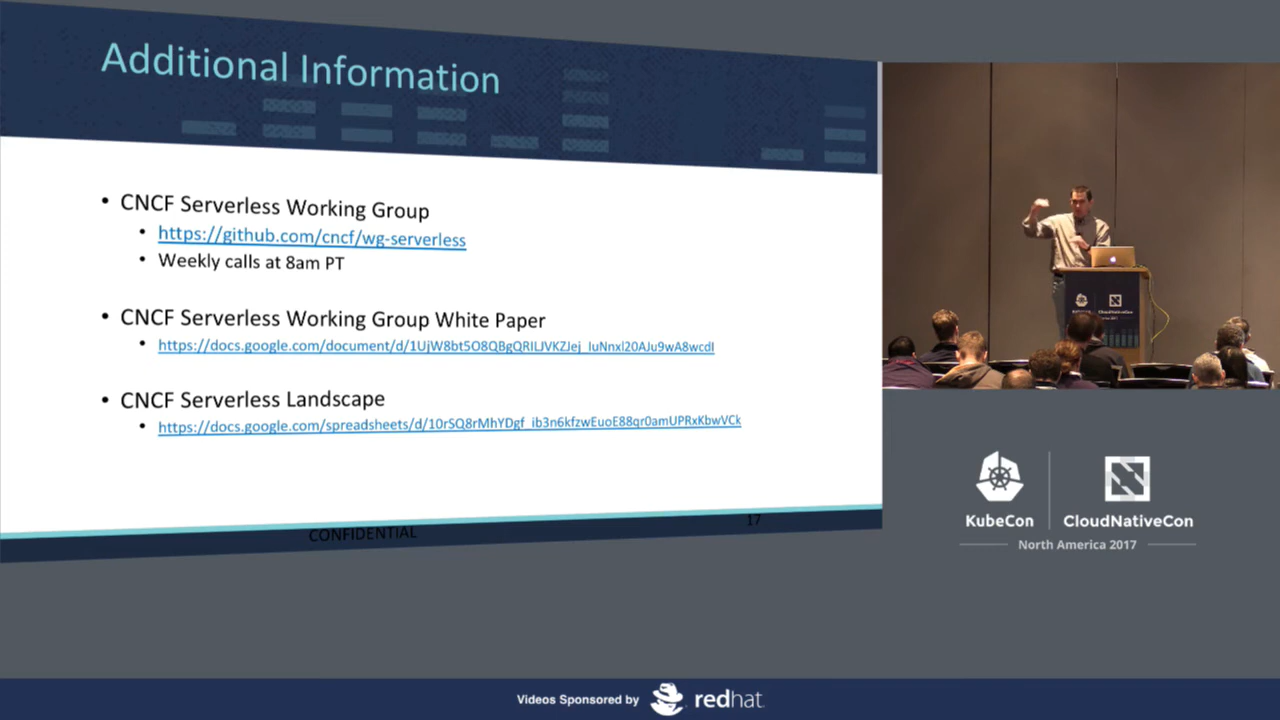 Additional Information
• CNCF Serverless Working Group
• https://github.com/cncf/wg-serverless
• Weekly calls at 8am PT
• CNCF Serverless Working Group White Paper
• https://docs.google.com/document/d/1UjW8bt5O8QBgQRILJVKZJej_IuNnxl20AJu9wA8wcdI
• CNCF Serverless Landscape
• https://docs.google.com/spreadsheets/d/10rSQ8rMhYDgf_ib3n6kfzwEuoE88qr0amUPRxKbwVCk
CONFIDENTIAL
17
KubeCon
CloudNativeCon
North America 2017
Videos Sponsored by
redhat